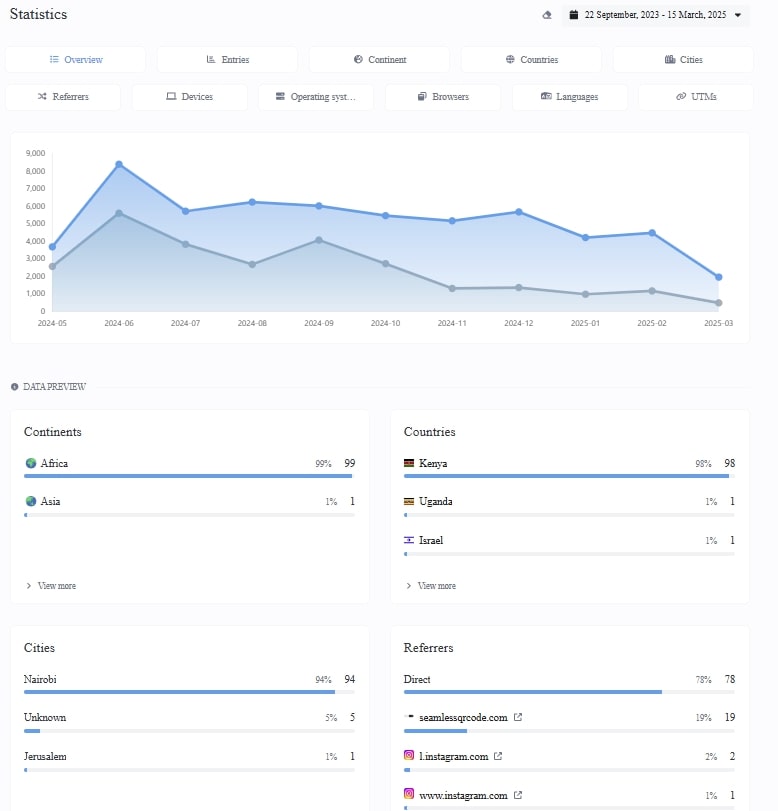 Statistics
22 September, 2023 - 15 March, 2025
Overview
Entries
Continent
Countries
Cities
Referrers
Devices
Operating syst...
Browsers
Languages
UTMs
9,000
8,000
7,000
6,000
5,000
4,000
3,000
2,000
1,000
0
2024-05 2024-06 2024-07 2024-08 2024-09 2024-10 2024-11 2024-12 2025-01 2025-02 2025-03
DATA PREVIEW
Continents
Africa 99% 99
Asia 1% 1
View more
Countries
Kenya 98% 98
Uganda 1% 1
Israel 1% 1
View more
Cities
Nairobi 94% 94
Unknown 5% 5
Jerusalem 1% 1
Referrers
Direct 78% 78
seamlessqrcode.com 19% 19
l.instagram.com 2% 2
www.instagram.com 1% 1